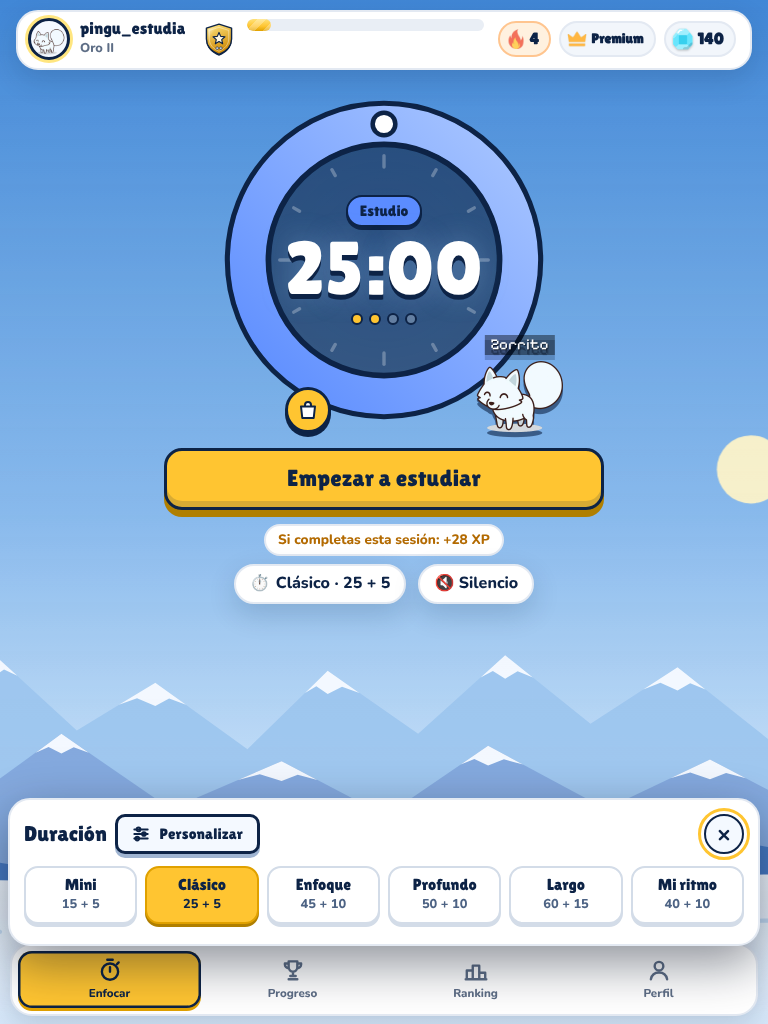 pingu_estudia
Oro II
4
Premium
140
Estudio
25:00
Zorrito
Empezar a estudiar
Si completas esta sesión: +28 XP
Clásico · 25 + 5
Silencio
Duración
Personalizar
Mini
15 + 5
Clásico
25 + 5
Enfoque
45 + 10
Profundo
50 + 10
Largo
60 + 15
Mi ritmo
40 + 10
Enfocar
Progreso
Ranking
Perfil